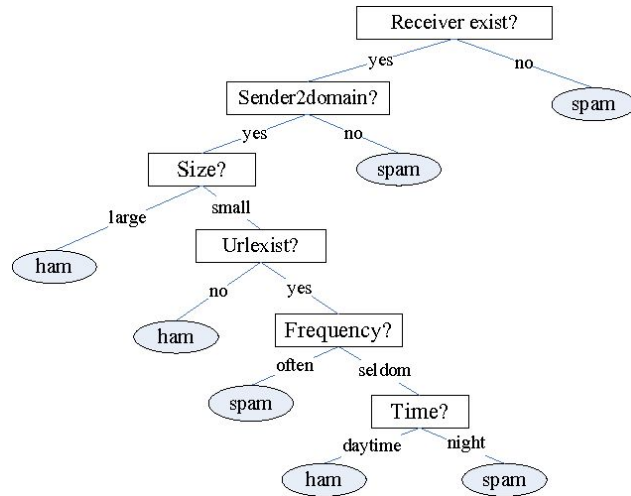 Receiver exist?
yes
no
Sender2domain?
spam
yes
no
Size?
spam
large
small
ham
Urlexist?
no
yes
ham
Frequency?
often
seldom
spam
Time?
daytime
night
ham
spam